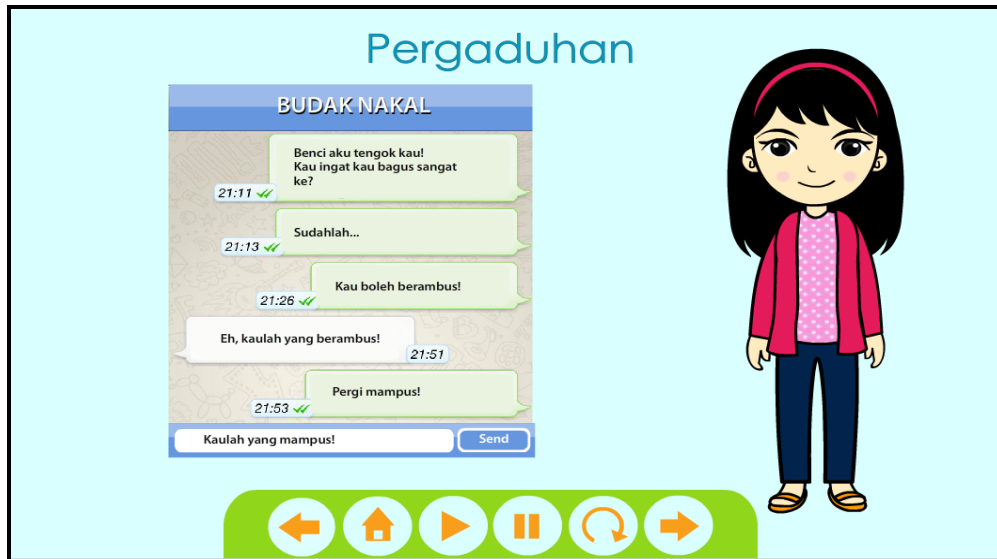 Pergaduhan
BUDAK NAKAL
Benci aku tengok kau!
Kau ingat kau bagus sangat
ke?
21:11
Sudahlah...
21:13
Kau boleh berambus!
21:26
Eh, kaulah yang berambus!
21:51
Pergi mampus!
21:53
Kaulah yang mampus!
Send